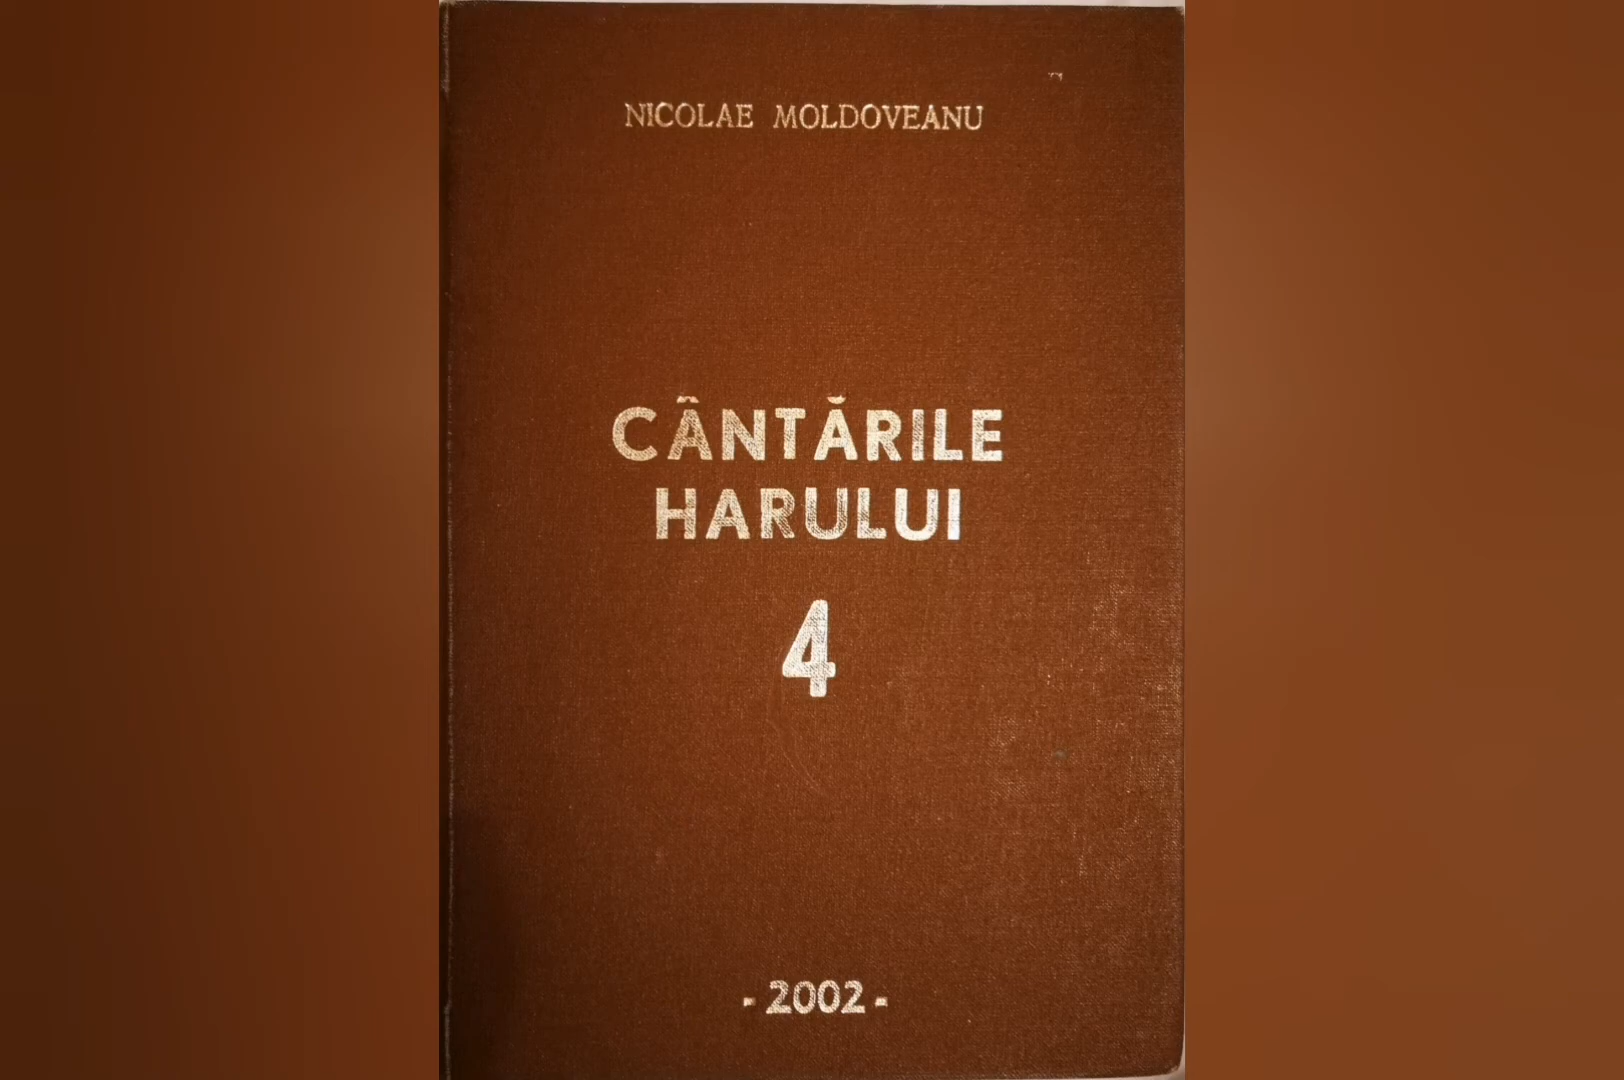 NICOLAE MOLDOVEANU
CÂNTĂRILE
HARULUI
4
- 2002 -